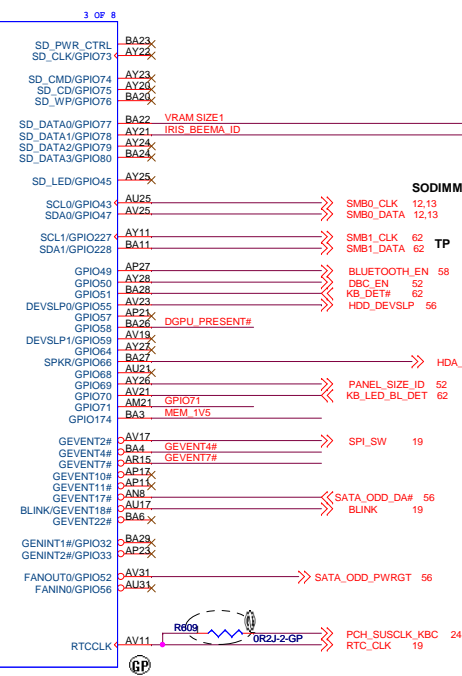 3 OF 8
SD_PWR_CTRL BA23
SD_CLK/GPIO73 AY22
SD_CMD/GPIO74 AY23
SD_CD/GPIO75 AY20
SD_WP/GPIO76 BA20
SD_DATA0/GPIO77 BA22 VRAM SIZE1
SD_DATA1/GPIO78 AY21 IRIS_BEEMA_ID
SD_DATA2/GPIO79 AY24
SD_DATA3/GPIO80 BA24
SD_LED/GPIO45 AY25
SODIMM
SCL0/GPIO43 AU25 SMB0_CLK 12,13
SDA0/GPIO47 AV25 SMB0_DATA 12,13
SCL1/GPIO227 AY11 SMB1_CLK 62
TP
SDA1/GPIO228 BA11 SMB1_DATA 62
GPIO49 AP27 BLUETOOTH_EN 58
GPIO50 AY28 DBC_EN 52
GPIO51 BA28 KB_DET# 62
DEVSLP0/GPIO55 AV23 HDD_DEVSLP 56
GPIO57 AP21
GPIO58 BA26 DGPU_PRESENT#
DEVSLP1/GPIO59 AV19
GPIO64 AY27
SPKR/GPIO66 BA27 HDA_
GPIO68 AU21
GPIO69 AY26 PANEL_SIZE_ID 52
GPIO70 AV21 KB_LED_BL_DET 62
GPIO71 AM21 GPIO71
GPIO174 BA3 MEM_1V5
GEVENT2# AV17 SPI_SW 19
GEVENT4# BA4 GEVENT4#
GEVENT7# AR15 GEVENT7#
GEVENT10# AP17
GEVENT11# AP11
GEVENT17# AN8 SATA_ODD_DA# 56
BLINK/GEVENT18# AU17 BLINK 19
GEVENT22# BA6
GENINT1#/GPIO32 BA29
GENINT2#/GPIO33 AP23
FANOUT0/GPIO52 AV31 SATA_ODD_PWRGT 56
FANIN0/GPIO56 AU31
R609
0R2J-2-GP
PCH_SUSCLK_KBC 24
RTCCLK AV11 RTC_CLK 19
GP